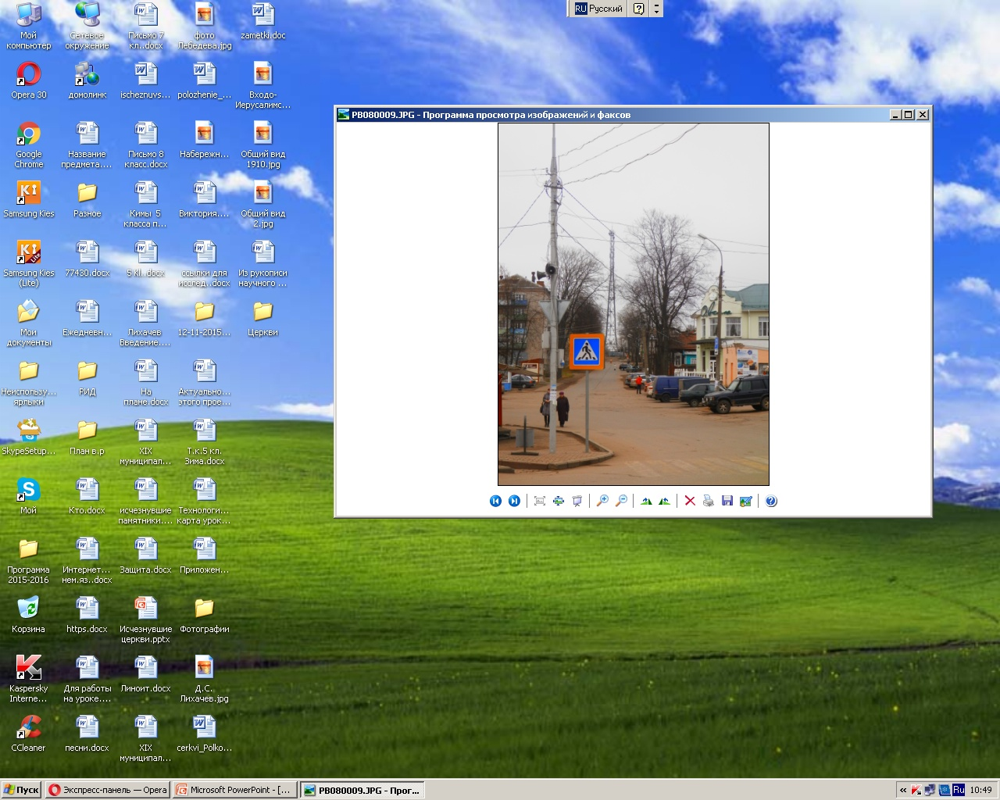 RU Русский
Мой
компьютер
Сетевое
окружение
Письмо 7
кл..docx
фото
Лебедева.jpg
zametki.doc
Opera 30
домолинк
ischeznuvs...
polozhenie_...
Входо-
Иерусалимс...
Google
Chrome
Название
предмета....
Письмо 8
класс.docx
Набережн...
Общий вид
1910.jpg
Samsung Kies
Разное
Кимы 5
класса п...
Виктория....
Общий вид
2.jpg
Samsung Kies
(Lite)
77430.docx
5 кl..docx
ссылки для
исслед..docx
Из рукописи
научного ...
Мои
документы
Ежедневн...
Лихачев
Введение....
12-11-2015...
Церкви
Неиспользу...
ярлыки
РИД
На
плане.docx
Актуально...
этого прое...
SkypeSetup...
План в.р
XIX
муниципал...
Т.к.5 кл.
Зима.docx
Мой
Кто.docx
исчезнувшие
памятники....
Технологи...
карта урок...
Программа
2015-2016
Интернет...
нем.яз..docx
Защита.docx
Приложен...
Корзина
https.docx
Исчезнувшие
церкви.pptx
Фотографии
Kaspersky
Interne...
Для работы
на уроке....
Линоит.docx
Д.С.
Лихачев.jpg
CCleaner
песни.docx
XIX
муниципал...
cerkvi_Polko...
PB080009.JPG - Программа просмотра изображений и факсов
Пуск
Экспресс-панель — Opera
Microsoft PowerPoint - [...
PB080009.JPG - Прог...
Ru
10:49